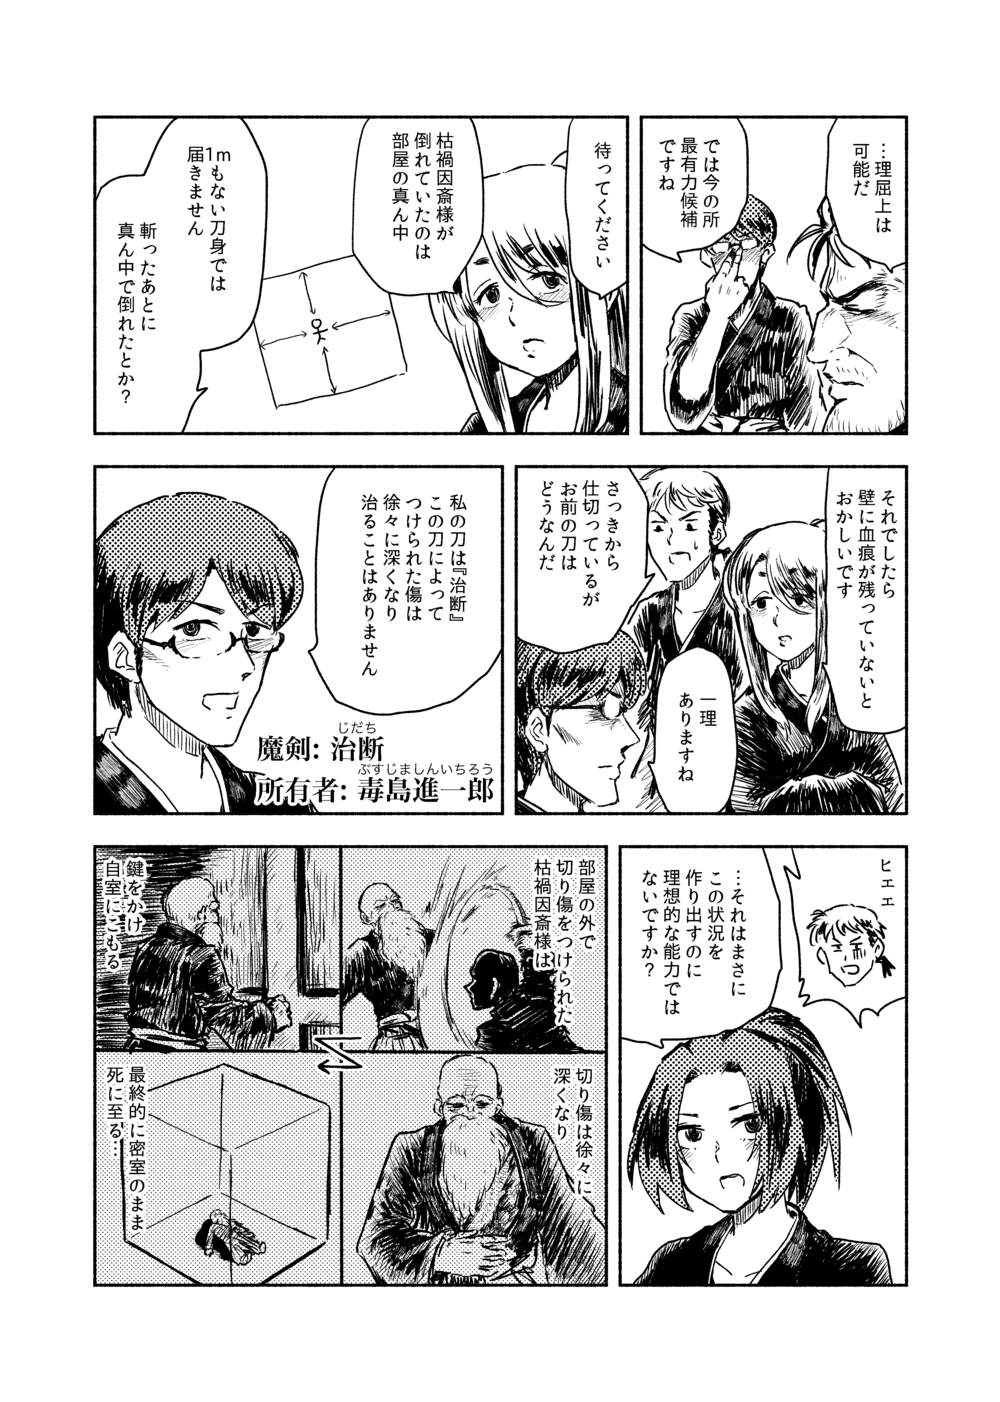 …理屈上は
可能だ
では今の所
最有力候補
ですね
待ってください
枯禍因斎様が
倒れていたのは
部屋の真ん中
1mもない刀身では
届きません
斬ったあとに
真ん中で倒れたとか？
それでしたら
壁に血痕が残っていないと
おかしいです
一理
ありますね
さっきから
仕切っているが
お前の刀は
どうなんだ
私の刀は『治断』
この刀によって
つけられた傷は
徐々に深くなり
治ることはありません
じだち
魔剣: 治断
ぶすじましんいちろう
所有者: 毒島進一郎
ヒェェ
…それはまさに
この状況を
作り出すのに
理想的な能力では
ないですか？
部屋の外で
切り傷をつけられた
枯禍因斎様は
鍵をかけ
自室にこもる
切り傷は徐々に
深くなり
最終的に密室のまま
死に至る…